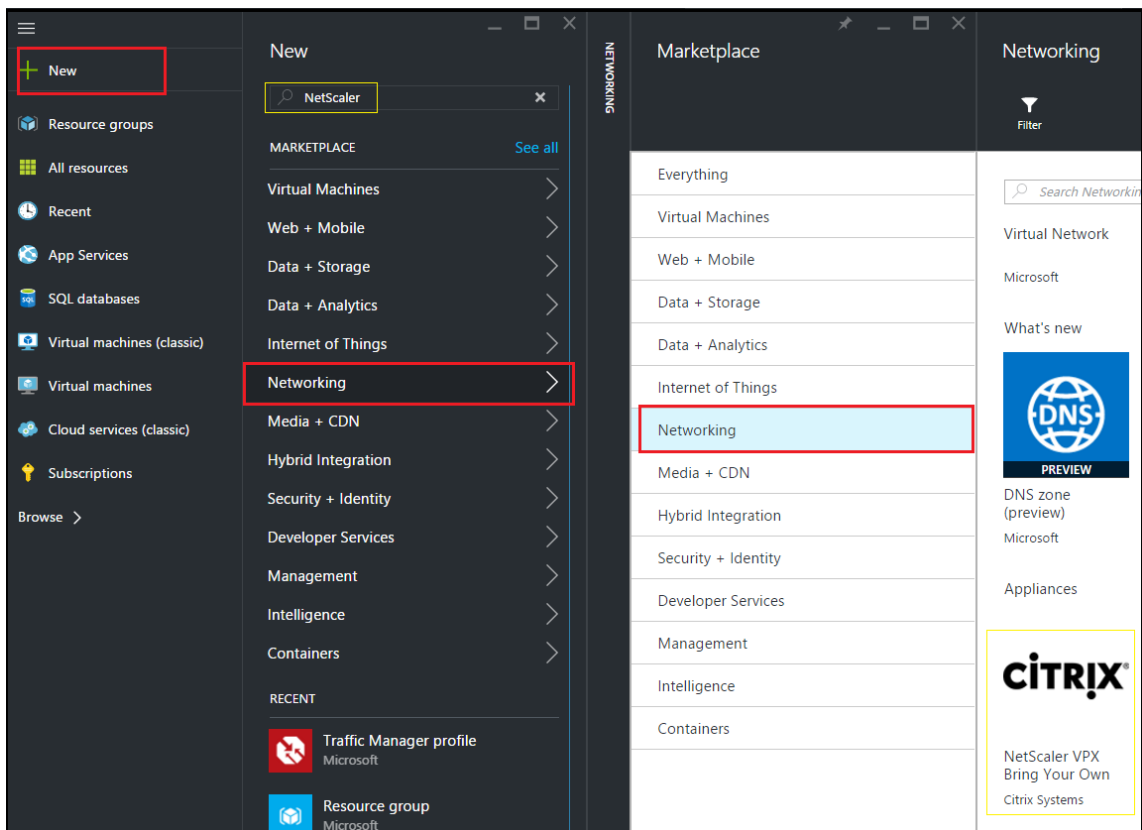 New
Resource groups
All resources
Recent
App Services
SQL
SQL databases
Virtual machines (classic)
Virtual machines
Cloud services (classic)
Subscriptions
Browse
New
NetScaler
MARKETPLACE
See all
Virtual Machines
Web + Mobile
Data + Storage
Data + Analytics
Internet of Things
Networking
Media + CDN
Hybrid Integration
Security + Identity
Developer Services
Management
Intelligence
Containers
RECENT
Traffic Manager profile
Microsoft
Resource group
Microsoft
NETWORKING
Marketplace
Everything
Virtual Machines
Web + Mobile
Data + Storage
Data + Analytics
Internet of Things
Networking
Media + CDN
Hybrid Integration
Security + Identity
Developer Services
Management
Intelligence
Containers
Networking
Filter
Search Networkin
Virtual Network
Microsoft
What's new
DNS
PREVIEW
DNS zone
(preview)
Microsoft
Appliances
CITRIX
NetScaler VPX
Bring Your Own
Citrix Systems